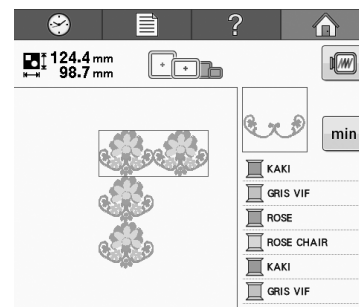 ?
124.4 mm
98.7 mm
min
KAKI
GRIS VIF
ROSE
ROSE CHAIR
KAKI
GRIS VIF